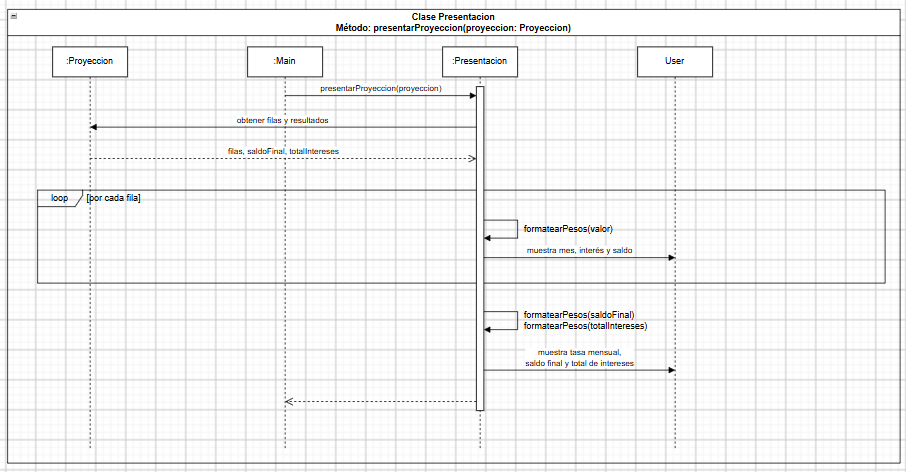 Clase Presentacion
Método: presentarProyeccion(proyeccion: Proyeccion)
:Proyeccion
:Main
:Presentacion
User
presentarProyeccion(proyeccion)
obtener filas y resultados
filas, saldoFinal, totalIntereses
loop
[por cada fila]
formatearPesos(valor)
muestra mes, interés y saldo
formatearPesos(saldoFinal)
formatearPesos(totalIntereses)
muestra tasa mensual,
saldo final y total de intereses